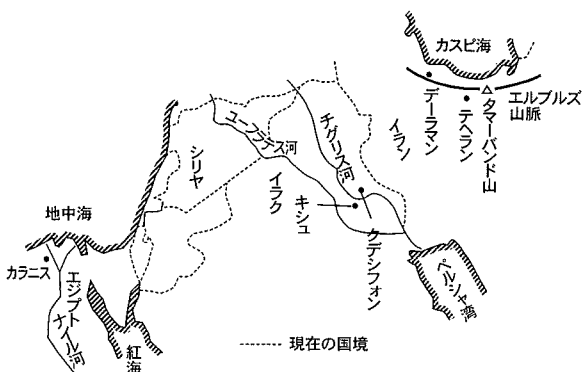 カスピ海
エルブルズ
山脈
タマーバンド山
テヘラン
デーラマン
イラン
チグリス河
ユーフラテス河
シリヤ
イラク
キシュ
クテシフォン
地中海
カラニス
エジプト
ナイル河
紅海
ペルシャ湾
現在の国境